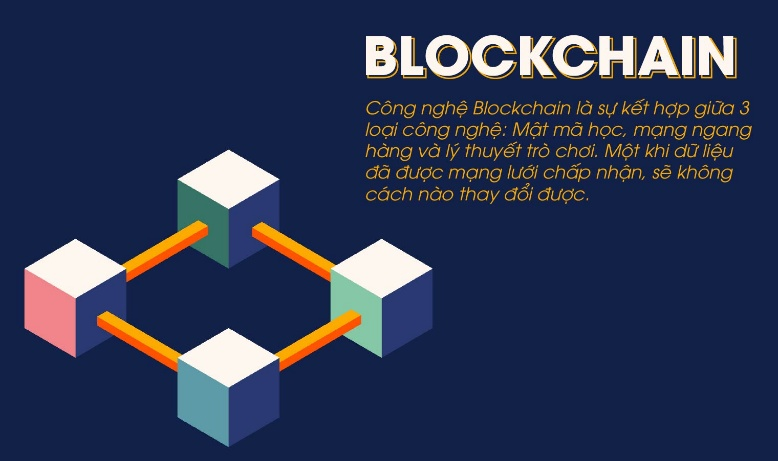 BLOCKCHAIN
Công nghệ Blockchain là sự kết hợp giữa 3
loại công nghệ: Mật mã học, mạng ngang
hàng và lý thuyết trò chơi. Một khi dữ liệu
đã được mạng lưới chấp nhận, sẽ không
cách nào thay đổi được.